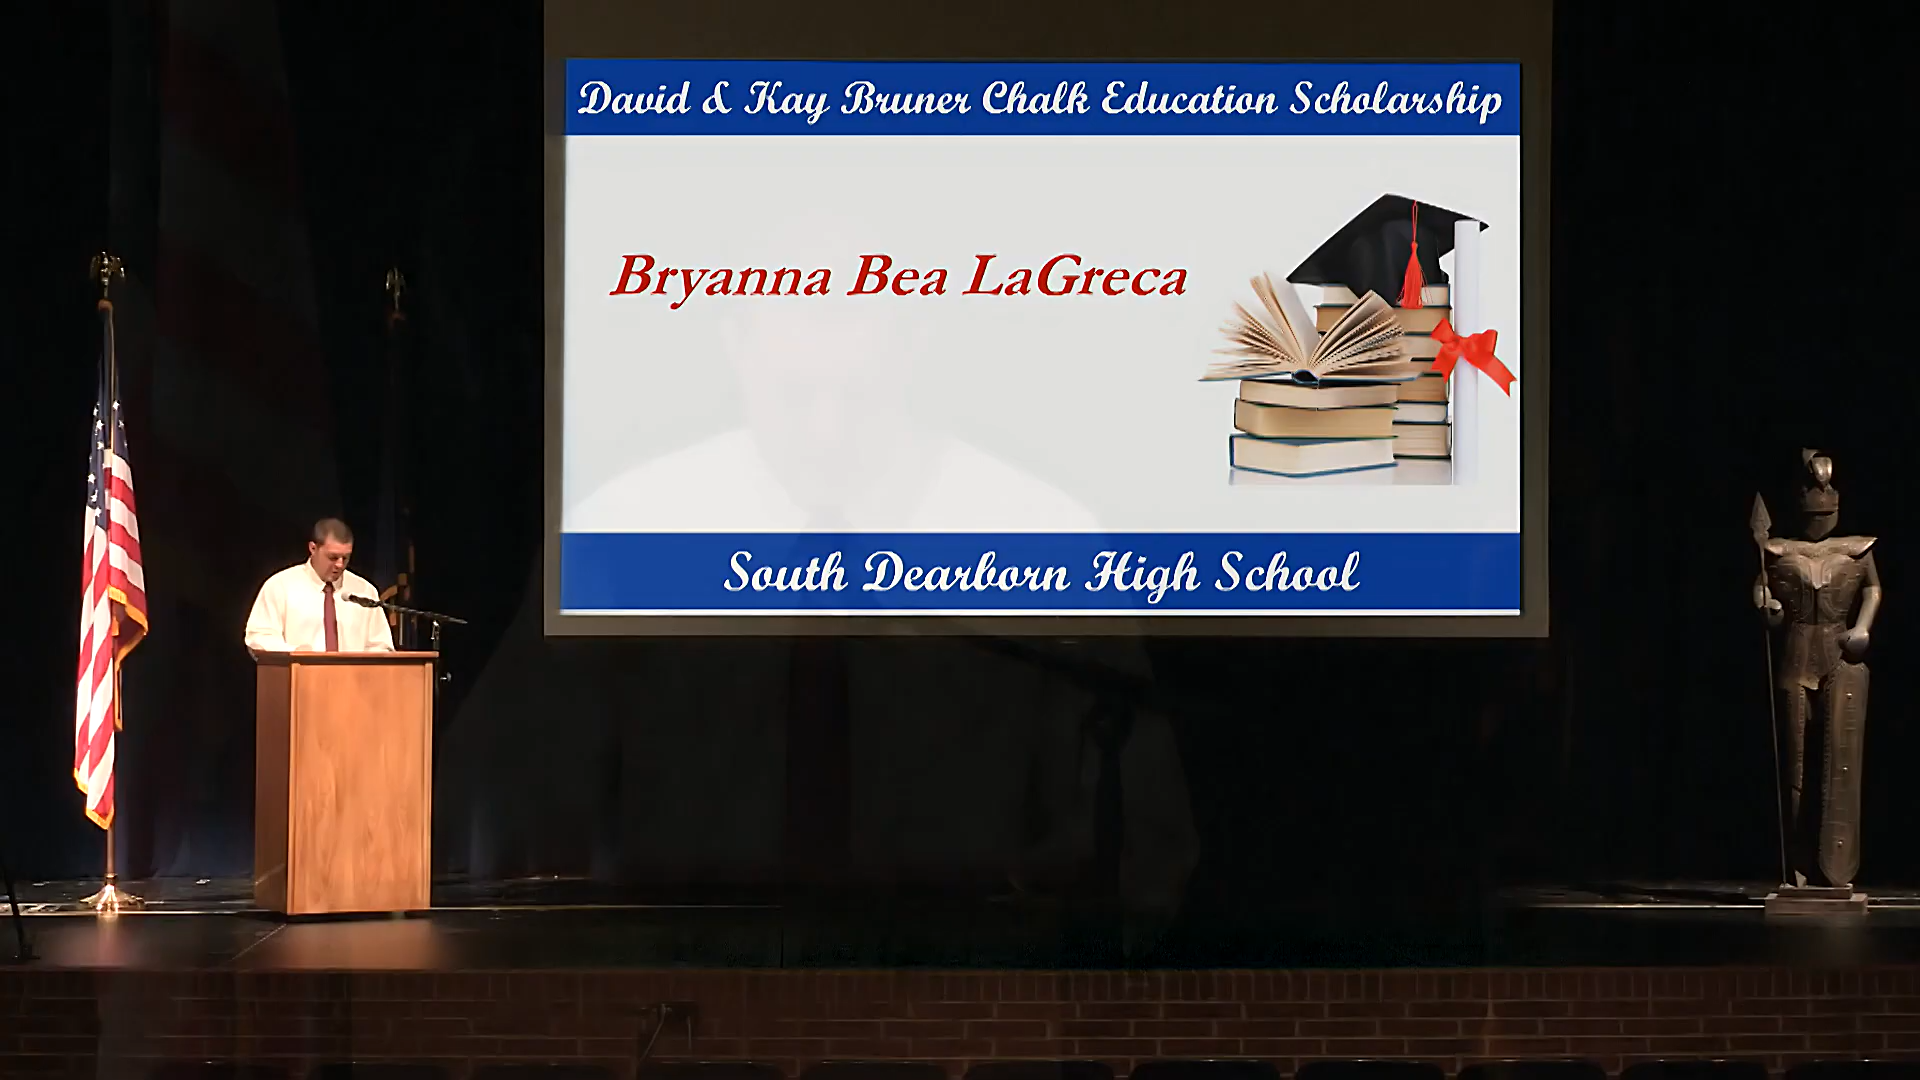 David & Kay Bruner Chalk Education Scholarship
Bryanna Bea LaGreca
South Dearborn High School